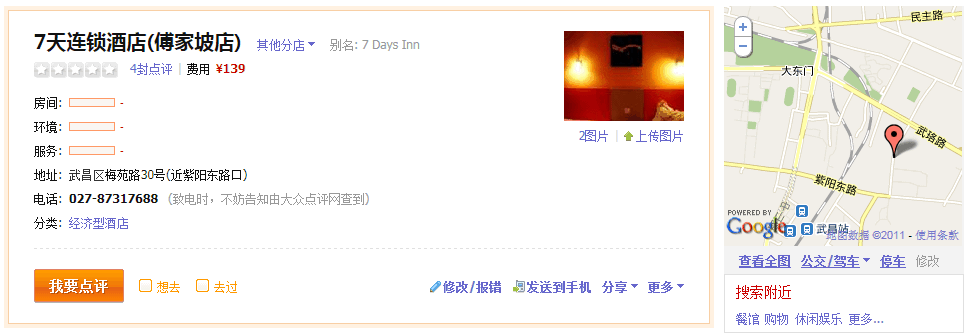 7天连锁酒店(傅家坡店) 其他分店 别名: 7 Days Inn
4封点评 | 费用 ¥139
房间: -
环境: -
服务: -
地址: 武昌区梅苑路30号(近紫阳东路口)
电话: 027-87317688 (致电时，不妨告知由大众点评网查到)
分类: 经济型酒店
2图片 | 上传图片
我要点评 想去 去过
修改/报错 发送到手机 分享 更多
+
-
民主路
大东门
武珞路
紫阳东路
武昌站
POWERED BY
Google
地图数据 ©2011 - 使用条款
查看全图 公交/驾车 停车 修改
搜索附近
餐馆 购物 休闲娱乐 更多...